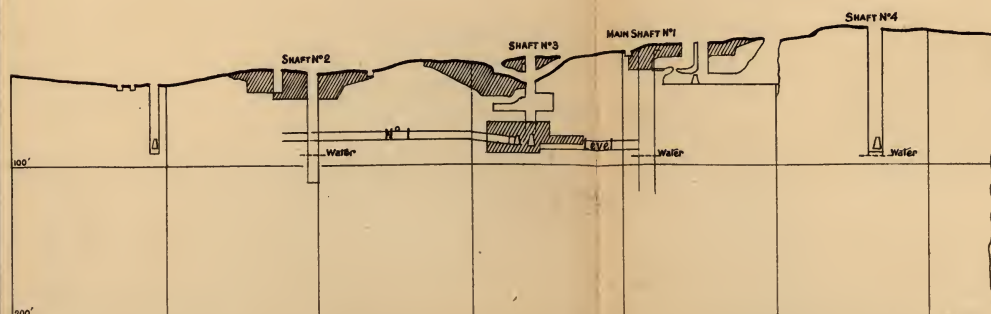 SHAFT Nº4
MAIN SHAFT Nº1
SHAFT Nº3
SHAFT Nº2
Nº 1 Level
Water
Water
Water
100'
200'